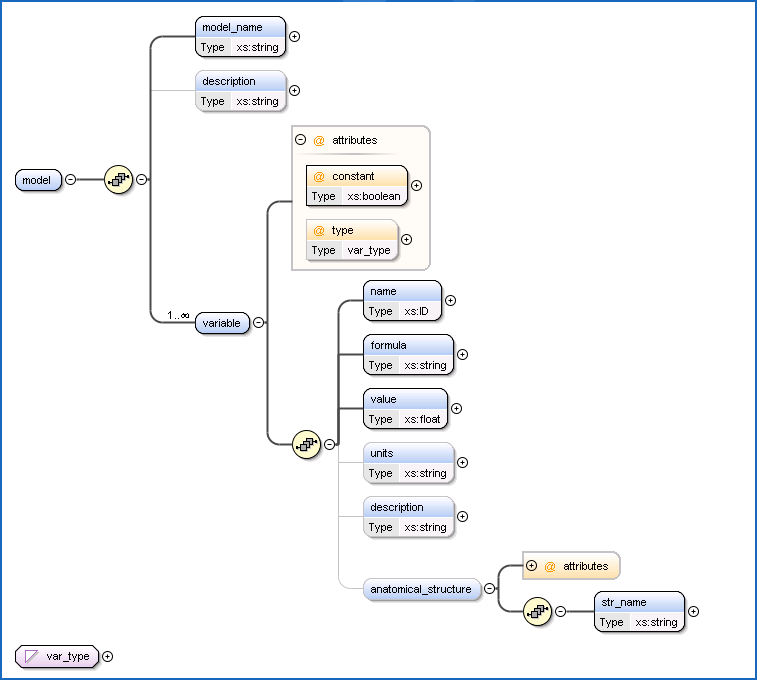 model_name
Type xs:string
description
Type xs:string
@ attributes
@ constant
Type xs:boolean
model
@ type
Type var_type
1..∞
variable
name
Type xs:ID
formula
Type xs:string
value
Type xs:float
units
Type xs:string
description
Type xs:string
@ attributes
anatomical_structure
str_name
Type xs:string
var_type